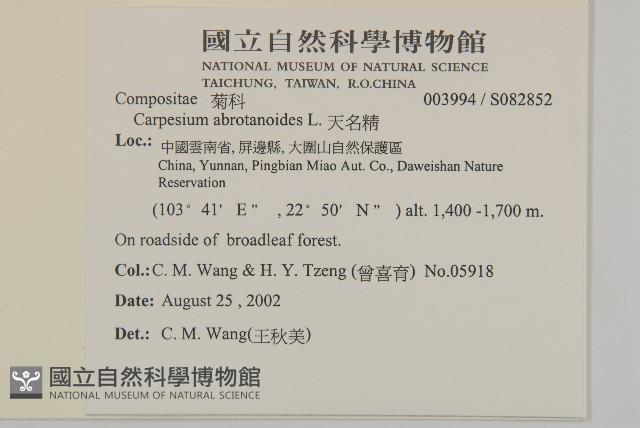 國立自然科學博物館
NATIONAL MUSEUM OF NATURAL SCIENCE
TAICHUNG, TAIWAN, R.O.CHINA
Compositae 菊科 003994 / S082852
Carpesium abrotanoides L. 天名精
Loc.: 中國雲南省, 屏邊縣, 大圍山自然保護區
China, Yunnan, Pingbian Miao Aut. Co., Daweishan Nature
Reservation
(103° 41' E ” , 22° 50' N ” ) alt. 1,400 -1,700 m.
On roadside of broadleaf forest.
Col.: C. M. Wang & H. Y. Tzeng (曾喜育) No.05918
Date: August 25 , 2002
Det.: C. M. Wang(王秋美)
國立自然科學博物館
NATIONAL MUSEUM OF NATURAL SCIENCE